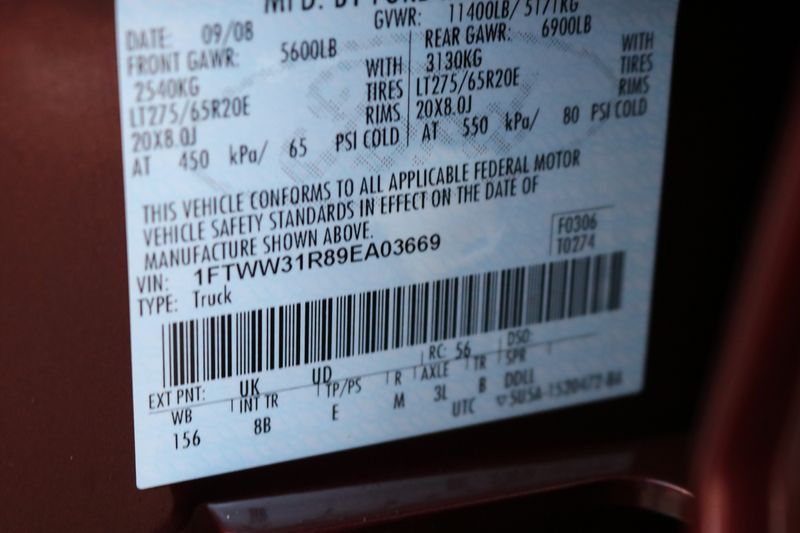 MFD. BY FORD
GVWR: 11400LB/ 5171KG
DATE: 09/08
FRONT GAWR: 5600LB
2540KG WITH
LT275/65R20E TIRES
20X8.0J RIMS
AT 450 kPa/ 65 PSI COLD
REAR GAWR: 6900LB
3130KG WITH
LT275/65R20E TIRES
20X8.0J RIMS
AT 550 kPa/ 80 PSI COLD
THIS VEHICLE CONFORMS TO ALL APPLICABLE FEDERAL MOTOR
VEHICLE SAFETY STANDARDS IN EFFECT ON THE DATE OF
MANUFACTURE SHOWN ABOVE.
F0306
T0274
VIN: 1FTWW31R89EA03669
TYPE: Truck
EXT PNT: UK UD RC: 56 DSO:
WB INT TR TP/PS R AXLE TR SPR
156 8B E M 3L B DDLL
UTC